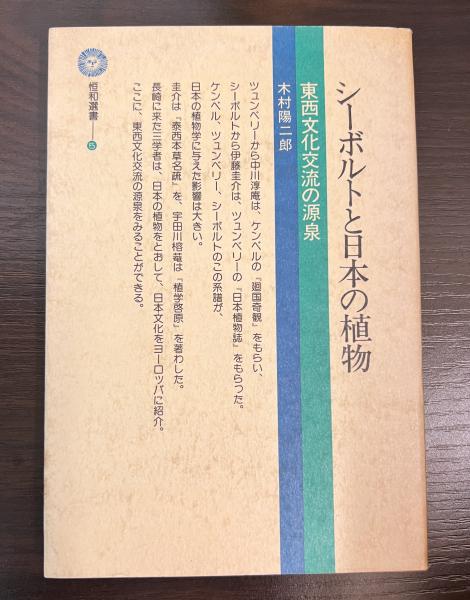 シーボルトと日本の植物
東西文化交流の源泉
木村陽二郎
ツュンベリーから中川淳庵は、ケンペルの『廻国奇観』をもらい、
シーボルトから伊藤圭介は、ツュンベリーの『日本植物誌』をもらった。
ケンペル、ツュンベリー、シーボルトのこの系譜が、
日本の植物学に与えた影響は大きい。
圭介は『泰西本草名疏』を、宇田川榕菴は『植学啓原』を著わした。
長崎に来た三学者は、日本の植物をとおして、日本文化をヨーロッパに紹介。
ここに、東西文化交流の源泉をみることができる。
恒和選書